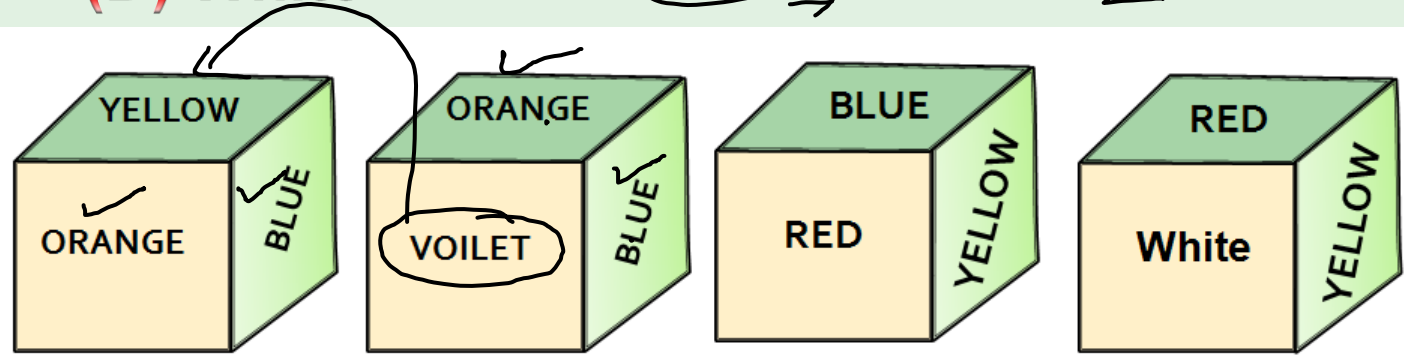 YELLOW
ORANGE
BLUE
ORANGE
VOILET
BLUE
BLUE
RED
YELLOW
RED
White
YELLOW